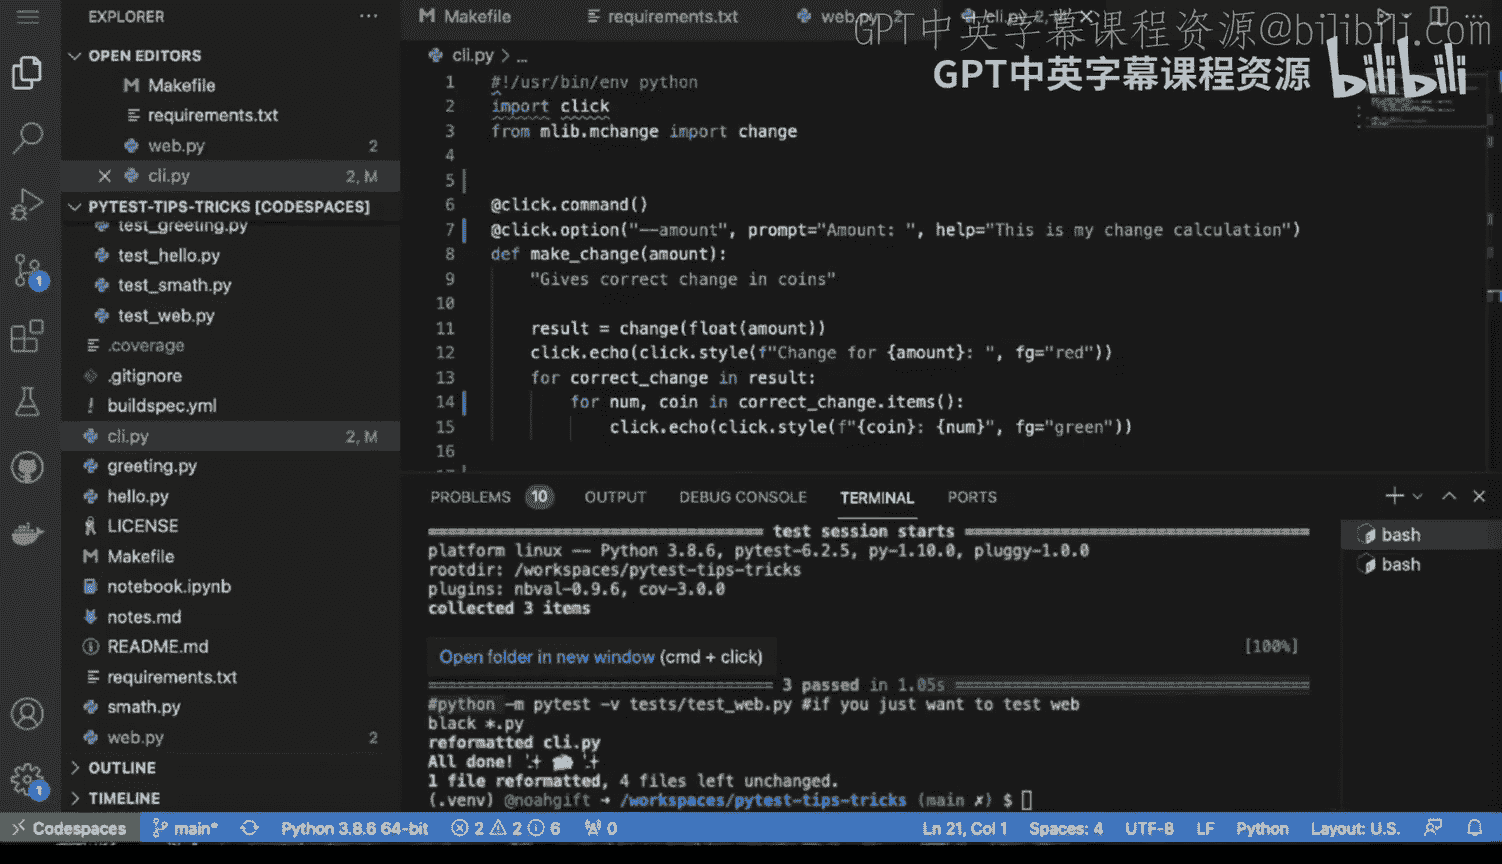 EXPLORER
OPEN EDITORS
Makefile
requirements.txt
web.py 2
cli.py 2, M
PYTEST-TIPS-TRICKS [CODESPACES]
test_greeting.py
test_hello.py
test_smath.py
test_web.py
.coverage
.gitignore
buildspec.yml
cli.py 2, M
greeting.py
hello.py
LICENSE
Makefile
notebook.ipynb
notes.md
README.md
requirements.txt
smath.py
web.py 2
OUTLINE
TIMELINE
1
1
Makefile requirements.txt web.py 2 cli.py 2, M
GPT中英字幕课程资源@bilibili.com
GPT中英字幕课程资源 bilibili
cli.py > ...
1 #!/usr/bin/env python
2 import click
3 from mlib.mchange import change
4
5
6 @click.command()
7 @click.option("--amount", prompt="Amount: ", help="This is my change calculation")
8 def make_change(amount):
9 "Gives correct change in coins"
10
11 result = change(float(amount))
12 click.echo(click.style(f"Change for {amount}: ", fg="red"))
13 for correct_change in result:
14 for num, coin in correct_change.items():
15 click.echo(click.style(f"{coin}: {num}", fg="green"))
16
PROBLEMS 10 OUTPUT DEBUG CONSOLE TERMINAL PORTS
test session starts
platform linux -- Python 3.8.6, pytest-6.2.5, py-1.10.0, pluggy-1.0.0
rootdir: /workspaces/pytest-tips-tricks
plugins: nbval-0.9.6, cov-3.0.0
collected 3 items
[100%]
Open folder in new window (cmd + click)
3 passed in 1.05s
#python -m pytest -v tests/test_web.py #if you just want to test web
black *.py
reformatted cli.py
All done! ✨ 🍰 ✨
1 file reformatted, 4 files left unchanged.
(.venv) @noahgift ➜ /workspaces/pytest-tips-tricks (main ✗) $
bash
bash
Codespaces main* Python 3.8.6 64-bit 2 2 6 0 Ln 21, Col 1 Spaces: 4 UTF-8 LF Python Layout: U.S.